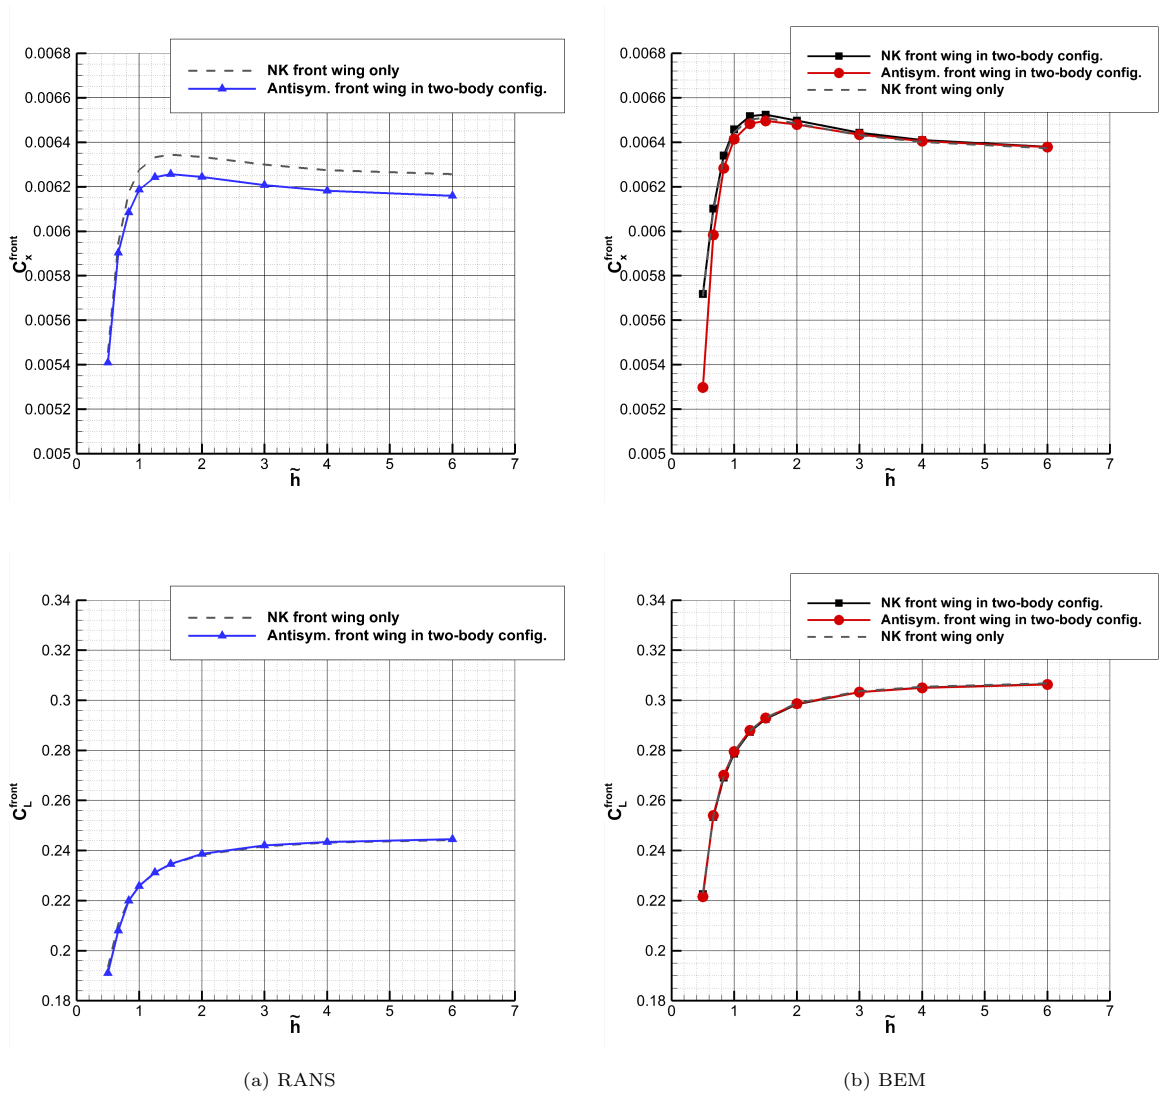 NK front wing only
Antisym. front wing in two-body config.
0.0068
0.0066
0.0064
0.0062
0.006
0.0058
0.0056
0.0054
0.0052
0.005
C_x^front
0 1 2 3 4 5 6 7
h̃
NK front wing in two-body config.
Antisym. front wing in two-body config.
NK front wing only
0.0068
0.0066
0.0064
0.0062
0.006
0.0058
0.0056
0.0054
0.0052
0.005
C_x^front
0 1 2 3 4 5 6 7
h̃
NK front wing only
Antisym. front wing in two-body config.
0.34
0.32
0.3
0.28
0.26
0.24
0.22
0.2
0.18
C_L^front
0 1 2 3 4 5 6 7
h̃
NK front wing in two-body config.
Antisym. front wing in two-body config.
NK front wing only
0.34
0.32
0.3
0.28
0.26
0.24
0.22
0.2
0.18
C_L^front
0 1 2 3 4 5 6 7
h̃
(a) RANS
(b) BEM